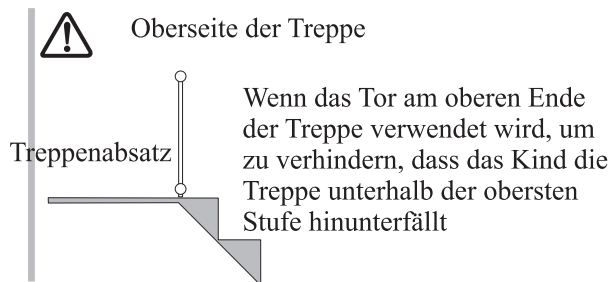 Oberseite der Treppe
Wenn das Tor am oberen Ende
der Treppe verwendet wird, um
zu verhindern, dass das Kind die
Treppe unterhalb der obersten
Stufe hinunterfällt
Treppenabsatz